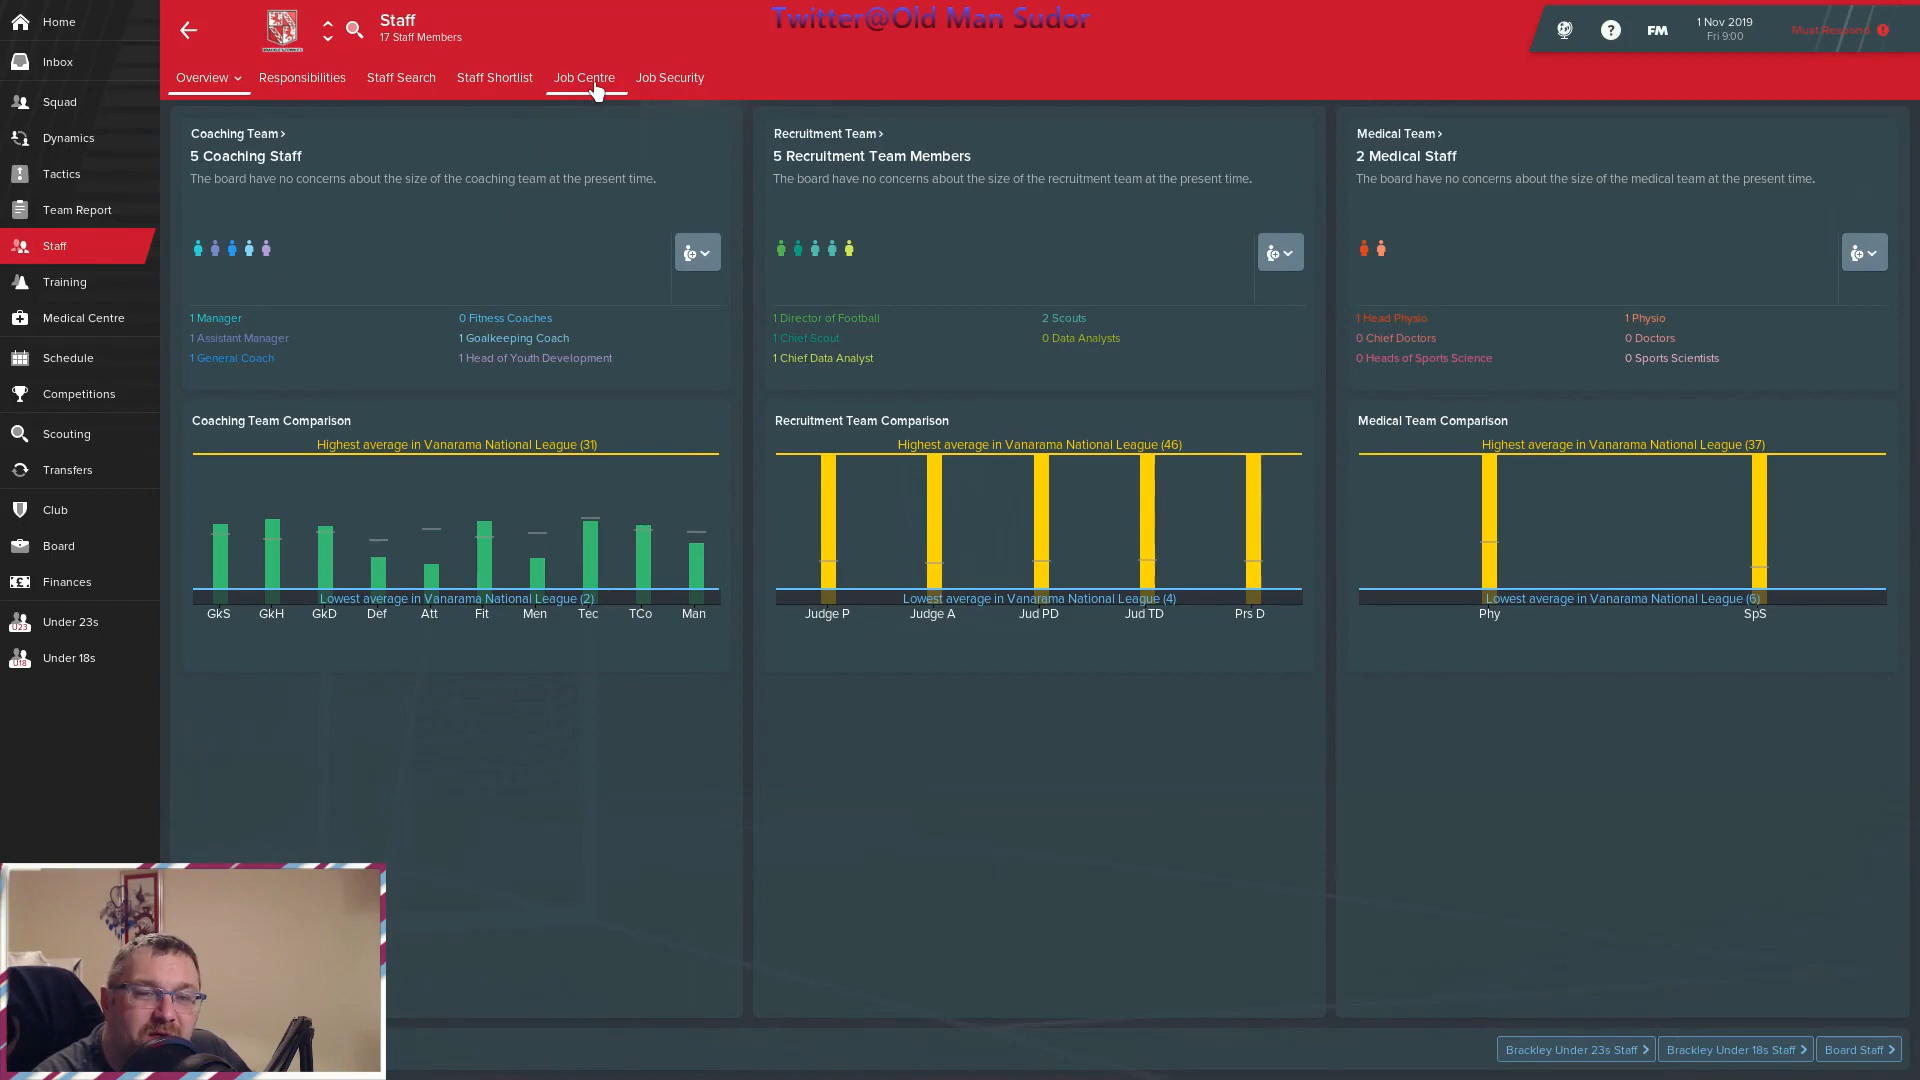 Home
Inbox
Squad
Dynamics
Tactics
Team Report
Staff
Training
Medical Centre
Schedule
Competitions
Scouting
Transfers
Club
Board
Finances
U23
Under 23s
U18
Under 18s
Staff
17 Staff Members
Twitter@Old Man Sudor
?
FM
1 Nov 2019
Fri 9:00
Must Respond
Overview
Responsibilities
Staff Search
Staff Shortlist
Job Centre
Job Security
Coaching Team
5 Coaching Staff
The board have no concerns about the size of the coaching team at the present time.
1 Manager
0 Fitness Coaches
1 Assistant Manager
1 Goalkeeping Coach
1 General Coach
1 Head of Youth Development
Coaching Team Comparison
Highest average in Vanarama National League (31)
Lowest average in Vanarama National League (2)
GkS GkH GkD Def Att Fit Men Tec TCo Man
Recruitment Team
5 Recruitment Team Members
The board have no concerns about the size of the recruitment team at the present time.
1 Director of Football
2 Scouts
1 Chief Scout
0 Data Analysts
1 Chief Data Analyst
Recruitment Team Comparison
Highest average in Vanarama National League (46)
Lowest average in Vanarama National League (4)
Judge P Judge A Jud PD Jud TD Prs D
Medical Team
2 Medical Staff
The board have no concerns about the size of the medical team at the present time.
1 Head Physio
1 Physio
0 Chief Doctors
0 Doctors
0 Heads of Sports Science
0 Sports Scientists
Medical Team Comparison
Highest average in Vanarama National League (37)
Lowest average in Vanarama National League (6)
Phy SpS
Brackley Under 23s Staff
Brackley Under 18s Staff
Board Staff